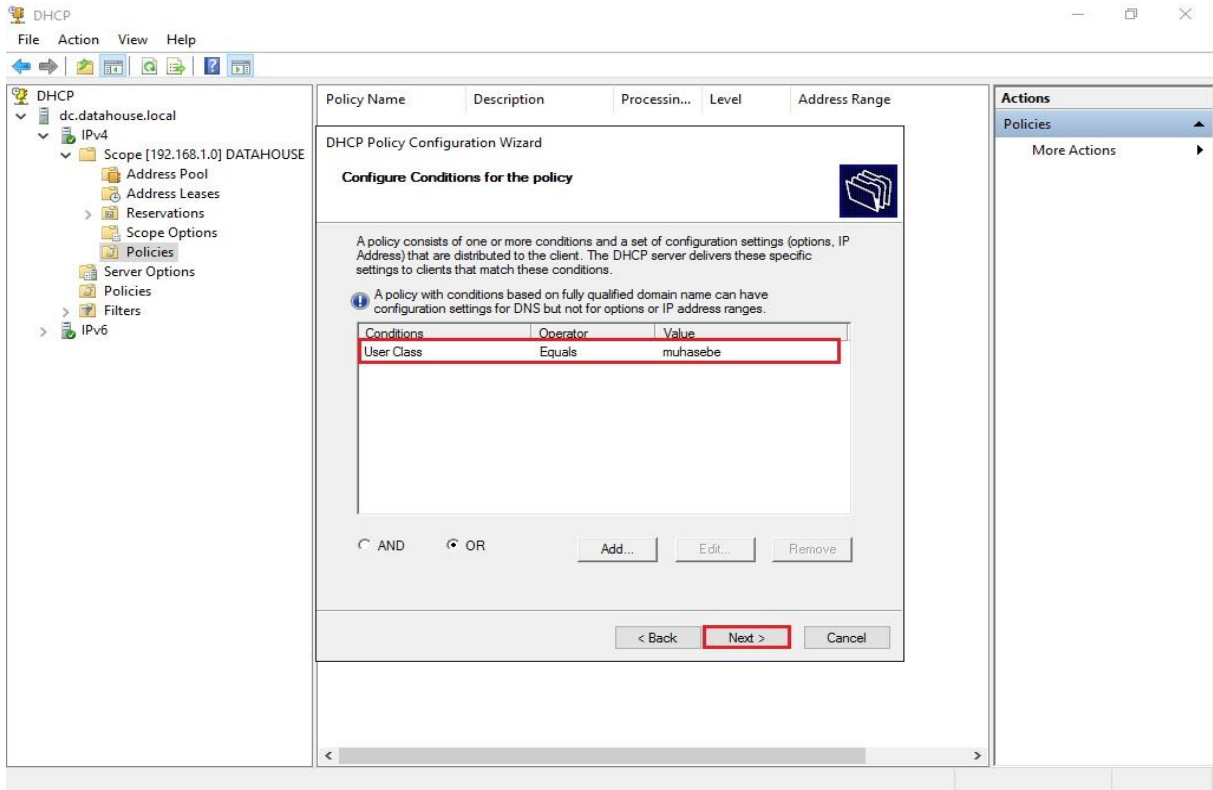 DHCP
File Action View Help
DHCP
dc.datahouse.local
IPv4
Scope [192.168.1.0] DATAHOUSE
Address Pool
Address Leases
Reservations
Scope Options
Policies
Server Options
Policies
Filters
IPv6
Policy Name Description Processin... Level Address Range
DHCP Policy Configuration Wizard
Configure Conditions for the policy
A policy consists of one or more conditions and a set of configuration settings (options, IP
Address) that are distributed to the client. The DHCP server delivers these specific
settings to clients that match these conditions.
A policy with conditions based on fully qualified domain name can have
configuration settings for DNS but not for options or IP address ranges.
Conditions Operator Value
User Class Equals muhasebe
AND OR Add... Edit... Remove
< Back Next > Cancel
Actions
Policies
More Actions